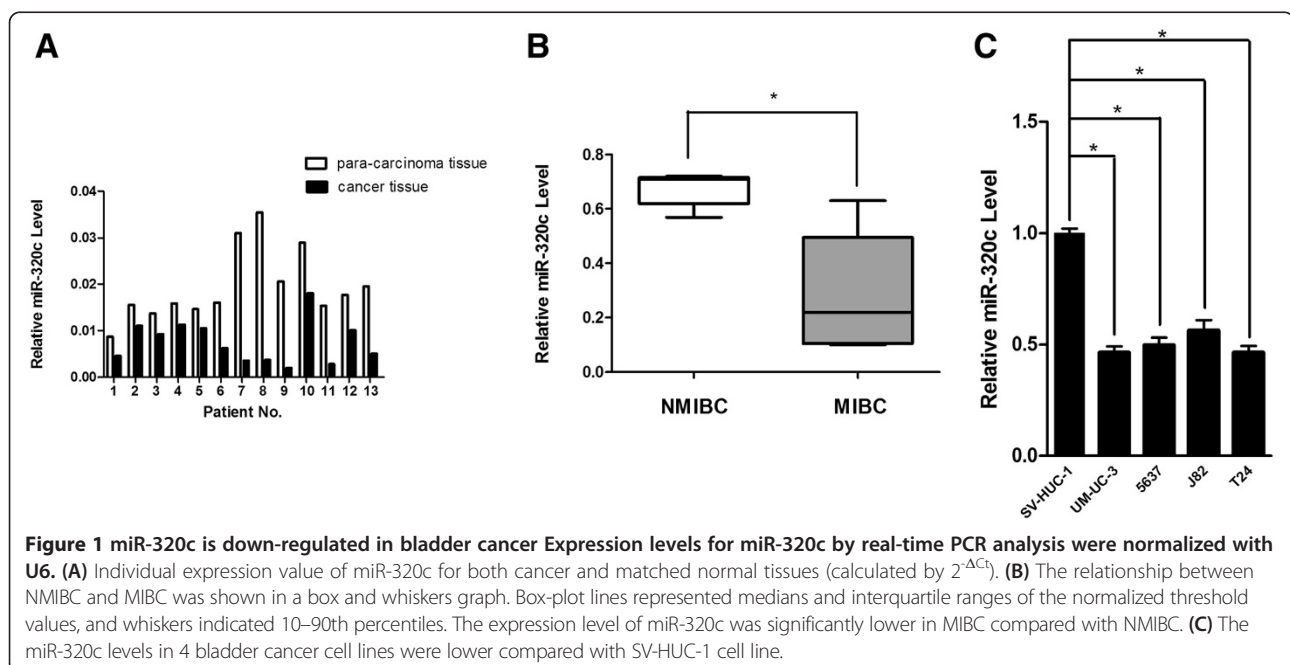 A
para-carcinoma tissue
cancer tissue
Relative miR-320c Level
0.04
0.03
0.02
0.01
0.00
1 2 3 4 5 6 7 8 9 10 11 12 13
Patient No.
B
*
Relative miR-320c Level
0.8
0.6
0.4
0.2
0.0
NMIBC MIBC
C
*
*
*
*
Relative miR-320c Level
1.5
1.0
0.5
0.0
SV-HUC-1
UM-UC-3
5637
J82
T24
Figure 1 miR-320c is down-regulated in bladder cancer Expression levels for miR-320c by real-time PCR analysis were normalized with
U6. (A) Individual expression value of miR-320c for both cancer and matched normal tissues (calculated by 2-ΔCt). (B) The relationship between
NMIBC and MIBC was shown in a box and whiskers graph. Box-plot lines represented medians and interquartile ranges of the normalized threshold
values, and whiskers indicated 10–90th percentiles. The expression level of miR-320c was significantly lower in MIBC compared with NMIBC. (C) The
miR-320c levels in 4 bladder cancer cell lines were lower compared with SV-HUC-1 cell line.